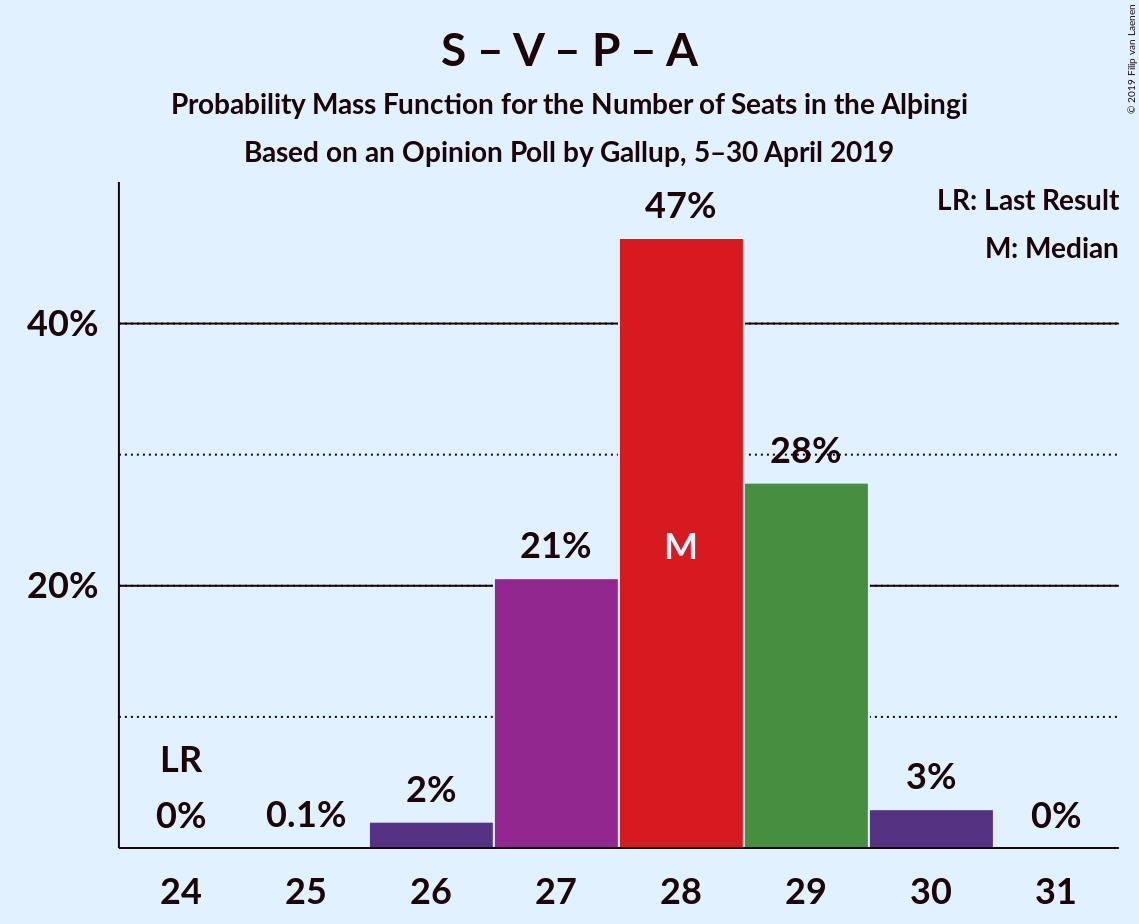 S – V – P – A
Probability Mass Function for the Number of Seats in the Alþingi
Based on an Opinion Poll by Gallup, 5–30 April 2019
© 2019 Filip van Laenen
LR: Last Result
M: Median
47%
40%
28%
21%
M
20%
LR
2%
3%
0%
0.1%
0%
24 25 26 27 28 29 30 31